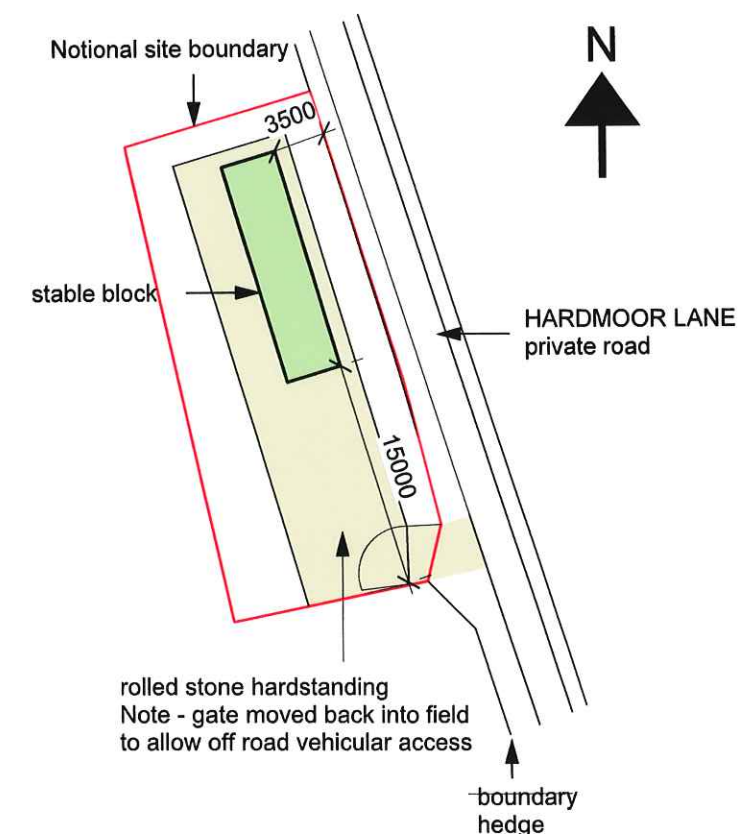 Notional site boundary
N
3500
stable block
HARDMOOR LANE
private road
15000
rolled stone hardstanding
Note - gate moved back into field
to allow off road vehicular access
boundary
hedge